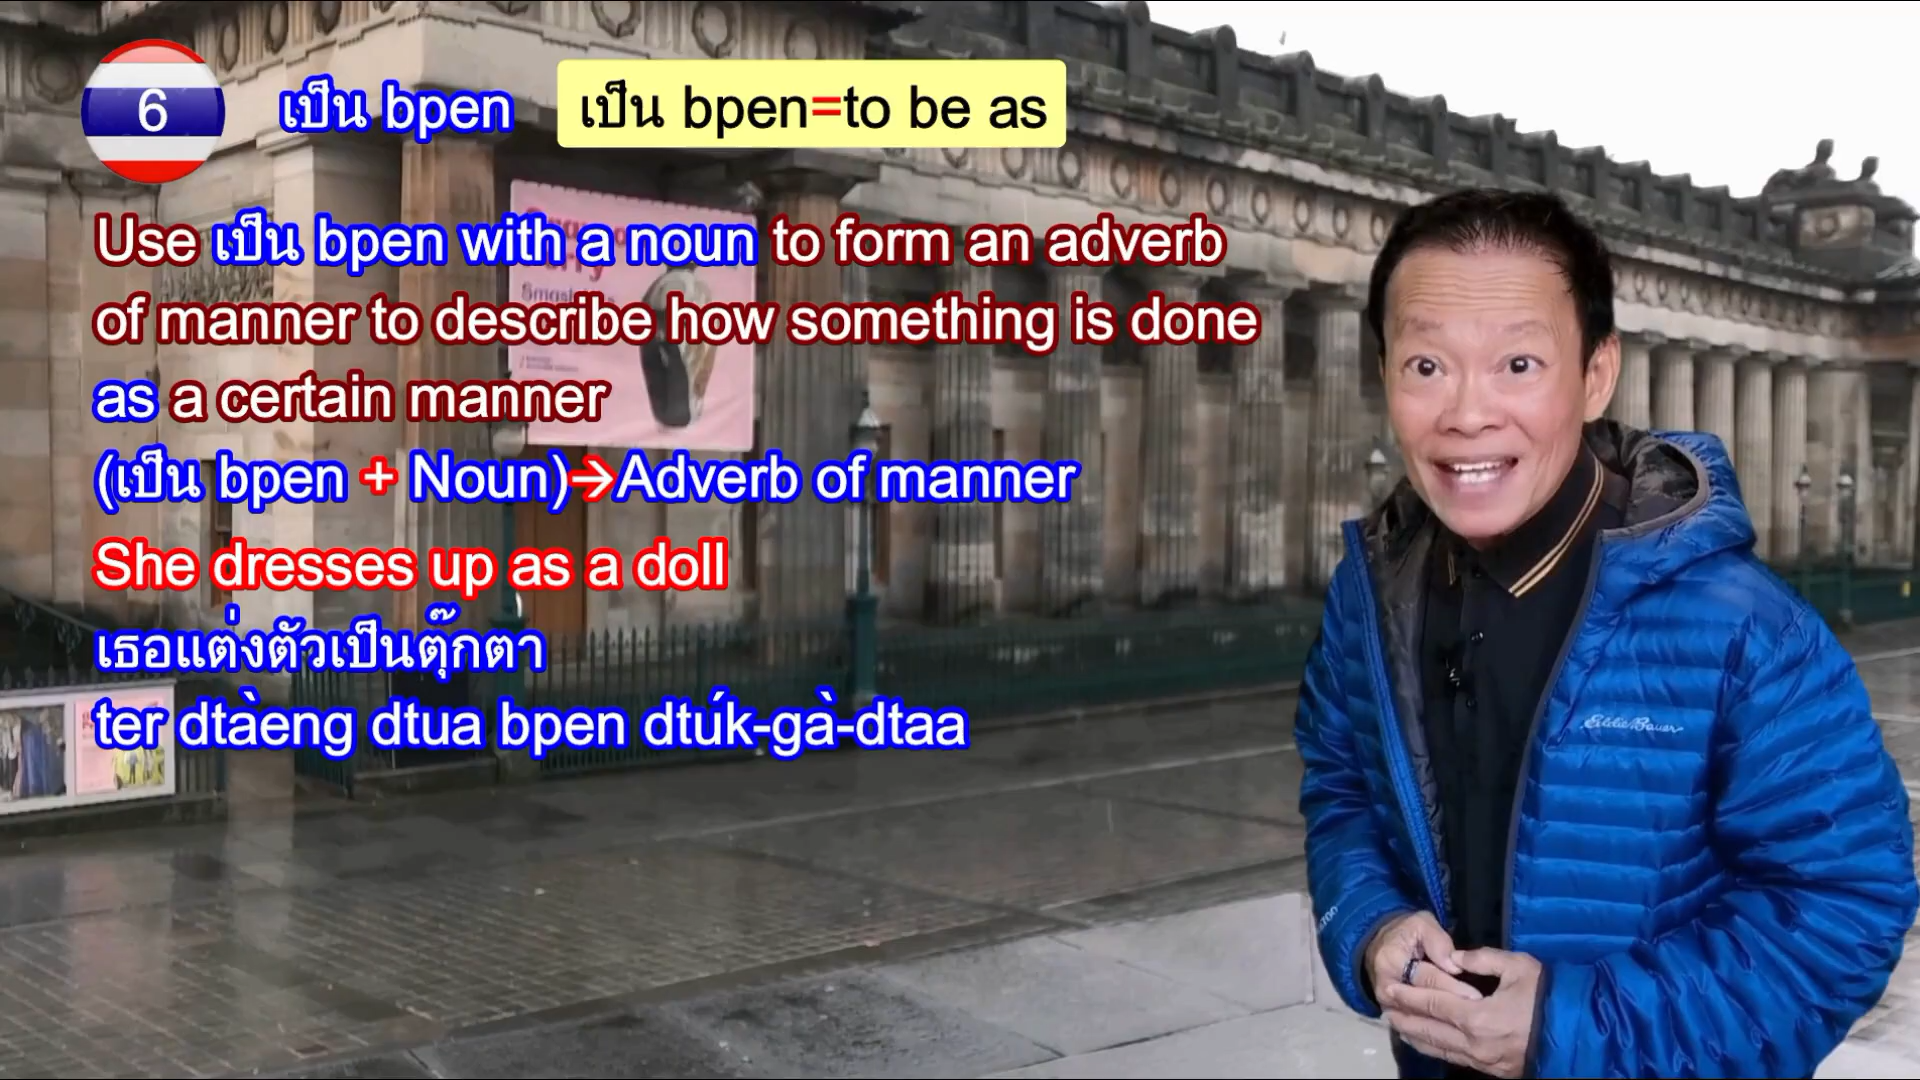 6
เป็น bpen
เป็น bpen=to be as
Use เป็น bpen with a noun to form an adverb
of manner to describe how something is done
as a certain manner
(เป็น bpen + Noun)→Adverb of manner
She dresses up as a doll
เธอแต่งตัวเป็นตุ๊กตา
ter dtàeng dtua bpen dtúk-gà-dtaa
Eddie Bauer